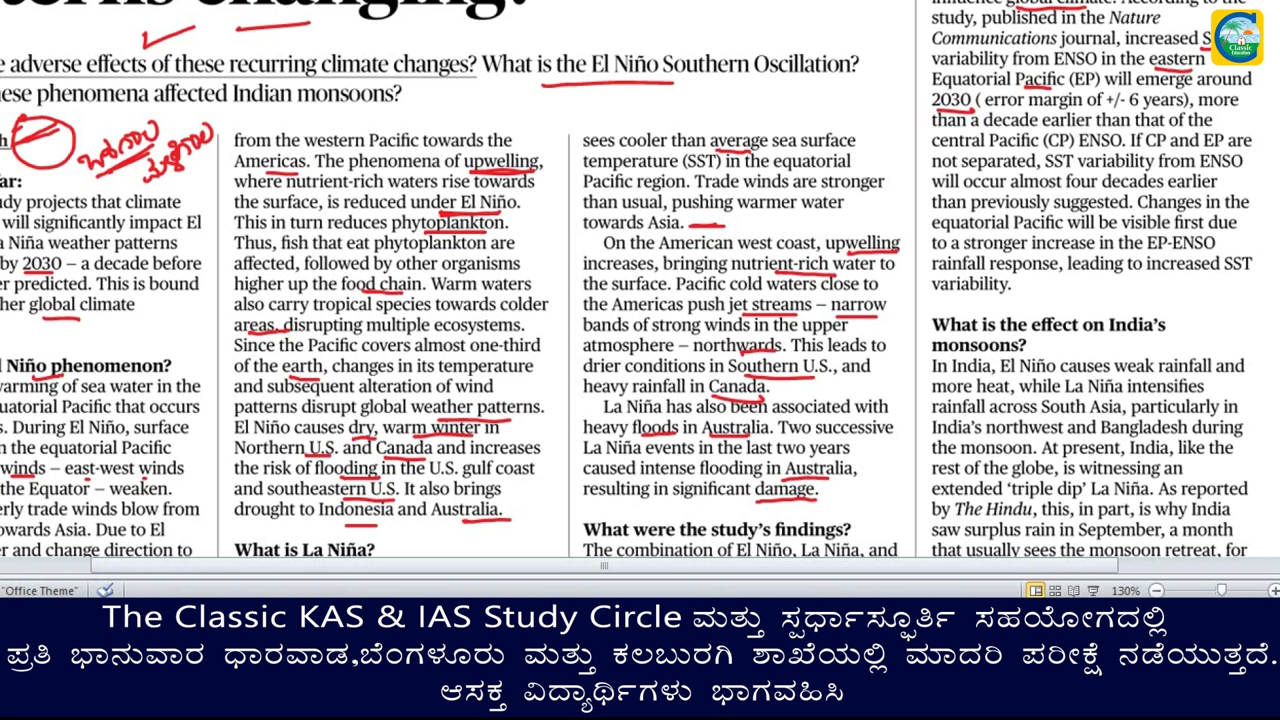 terns changing?
e adverse effects of these recurring climate changes? What is the El Niño Southern Oscillation?
ese phenomena affected Indian monsoons?
h
ಬರಗಾಲ
ಮಳೆಗಾಲ
ar:
dy projects that climate
will significantly impact El
a Niña weather patterns
by 2030 – a decade before
er predicted. This is bound
her global climate
l Niño phenomenon?
arming of sea water in the
uatorial Pacific that occurs
s. During El Niño, surface
n the equatorial Pacific
winds – east-west winds
the Equator – weaken.
erly trade winds blow from
owards Asia. Due to El
er and change direction to
from the western Pacific towards the
Americas. The phenomena of upwelling,
where nutrient-rich waters rise towards
the surface, is reduced under El Niño.
This in turn reduces phytoplankton.
Thus, fish that eat phytoplankton are
affected, followed by other organisms
higher up the food chain. Warm waters
also carry tropical species towards colder
areas, disrupting multiple ecosystems.
Since the Pacific covers almost one-third
of the earth, changes in its temperature
and subsequent alteration of wind
patterns disrupt global weather patterns.
El Niño causes dry, warm winter in
Northern U.S. and Canada and increases
the risk of flooding in the U.S. gulf coast
and southeastern U.S. It also brings
drought to Indonesia and Australia.
What is La Niña?
sees cooler than average sea surface
temperature (SST) in the equatorial
Pacific region. Trade winds are stronger
than usual, pushing warmer water
towards Asia.
On the American west coast, upwelling
increases, bringing nutrient-rich water to
the surface. Pacific cold waters close to
the Americas push jet streams – narrow
bands of strong winds in the upper
atmosphere – northwards. This leads to
drier conditions in Southern U.S., and
heavy rainfall in Canada.
La Niña has also been associated with
heavy floods in Australia. Two successive
La Niña events in the last two years
caused intense flooding in Australia,
resulting in significant damage.
What were the study's findings?
The combination of El Niño, La Niña, and
influence global climate. According to the
study, published in the Nature
Communications journal, increased S
variability from ENSO in the eastern
Equatorial Pacific (EP) will emerge around
2030 ( error margin of +/- 6 years), more
than a decade earlier than that of the
central Pacific (CP) ENSO. If CP and EP are
not separated, SST variability from ENSO
will occur almost four decades earlier
than previously suggested. Changes in the
equatorial Pacific will be visible first due
to a stronger increase in the EP-ENSO
rainfall response, leading to increased SST
variability.
What is the effect on India's
monsoons?
In India, El Niño causes weak rainfall and
more heat, while La Niña intensifies
rainfall across South Asia, particularly in
India's northwest and Bangladesh during
the monsoon. At present, India, like the
rest of the globe, is witnessing an
extended 'triple dip' La Niña. As reported
by The Hindu, this, in part, is why India
saw surplus rain in September, a month
that usually sees the monsoon retreat, for
Classic
Education
"Office Theme"
130%
The Classic KAS & IAS Study Circle ಮತ್ತು ಸ್ಪರ್ಧಾಸ್ಫೂರ್ತಿ ಸಹಯೋಗದಲ್ಲಿ
ಪ್ರತಿ ಭಾನುವಾರ ಧಾರವಾಡ,ಬೆಂಗಳೂರು ಮತ್ತು ಕಲಬುರಗಿ ಶಾಖೆಯಲ್ಲಿ ಮಾದರಿ ಪರೀಕ್ಷೆ ನಡೆಯುತ್ತದೆ.
ಆಸಕ್ತ ವಿದ್ಯಾರ್ಥಿಗಳು ಭಾಗವಹಿಸಿ